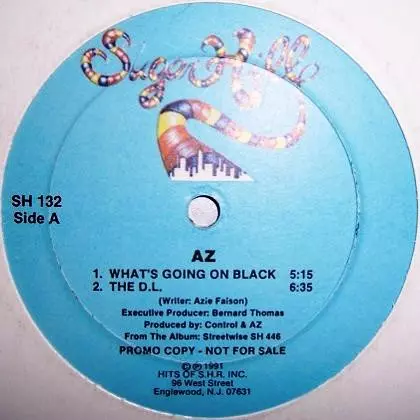 Sugar Hill
SH 132
Side A
AZ
1. WHAT'S GOING ON BLACK 5:15
2. THE D.L. 6:35
(Writer: Azie Faison)
Executive Producer: Bernard Thomas
Produced by: Control & AZ
From The Album: Streetwise SH 446
PROMO COPY - NOT FOR SALE
© ℗ 1991
HITS OF S.H.R. INC.
96 West Street
Englewood, N.J. 07631